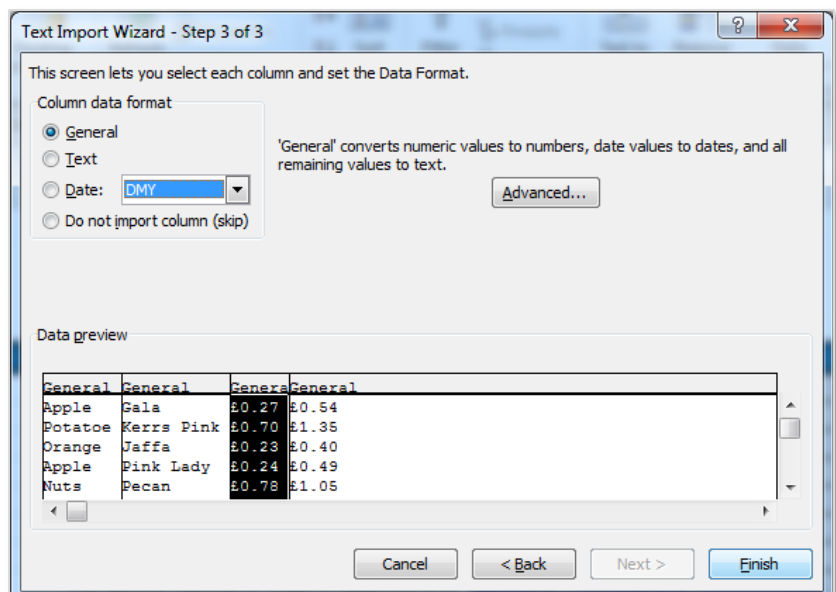 Text Import Wizard - Step 3 of 3
?
X
This screen lets you select each column and set the Data Format.
Column data format
General
Text
Date: DMY
Do not import column (skip)
'General' converts numeric values to numbers, date values to dates, and all
remaining values to text.
Advanced...
Data preview
General General GeneraGeneral
Apple Gala £0.27 £0.54
Potatoe Kerrs Pink £0.70 £1.35
Orange Jaffa £0.23 £0.40
Apple Pink Lady £0.24 £0.49
Nuts Pecan £0.78 £1.05
Cancel < Back Next > Finish